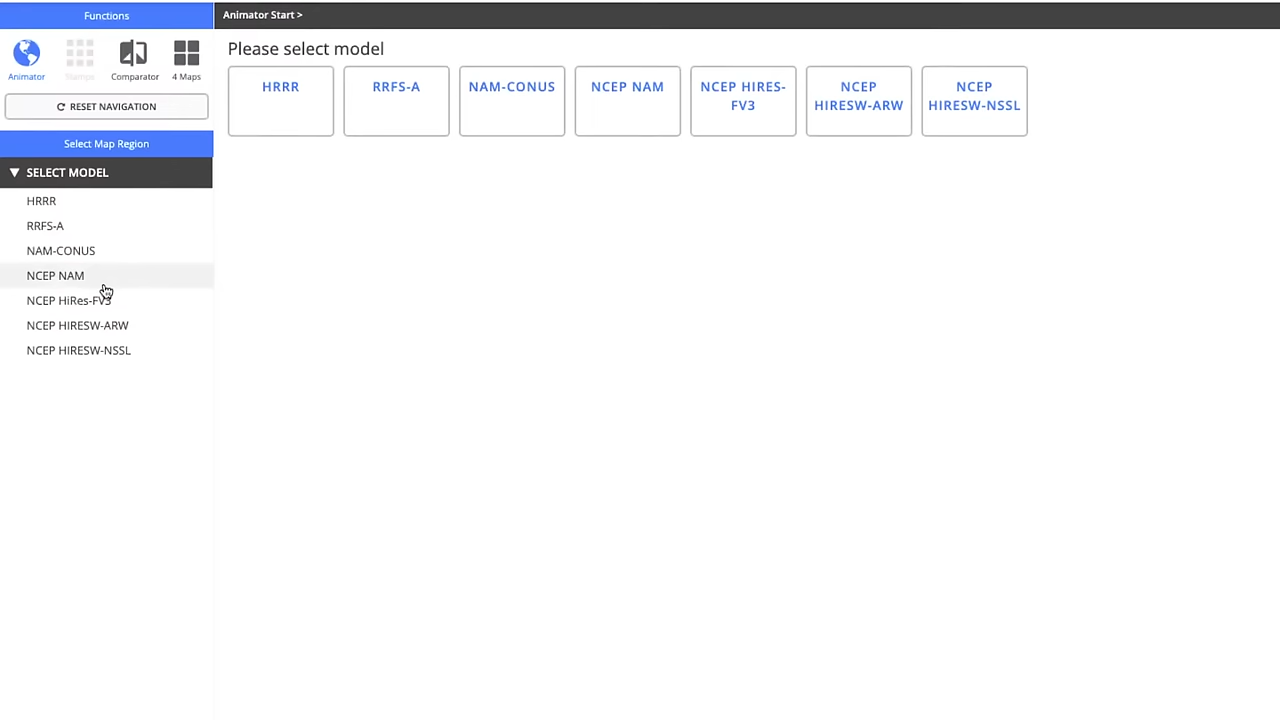 Functions
Animator Start >
Animator
Stamps
Comparator
4 Maps
RESET NAVIGATION
Select Map Region
▼ SELECT MODEL
HRRR
RRFS-A
NAM-CONUS
NCEP NAM
NCEP HiRes-FV3
NCEP HIRESW-ARW
NCEP HIRESW-NSSL
Please select model
HRRR
RRFS-A
NAM-CONUS
NCEP NAM
NCEP HIRES-
FV3
NCEP
HIRESW-ARW
NCEP
HIRESW-NSSL